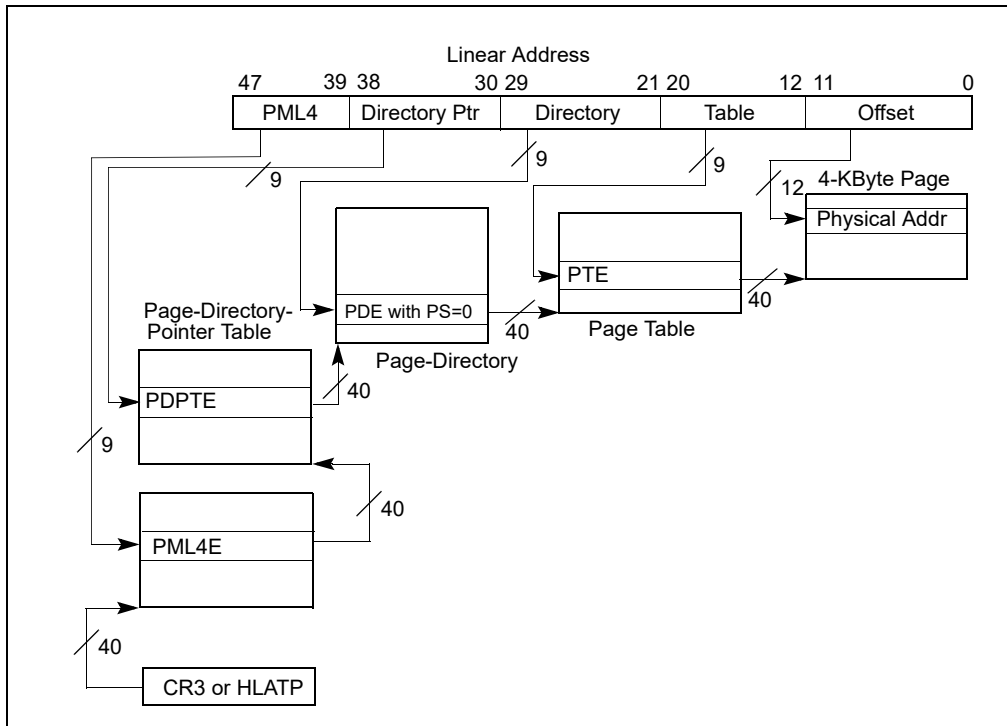 Linear Address
47 39 38 30 29 21 20 12 11 0
PML4 Directory Ptr Directory Table Offset
9 9 9 12 4-KByte Page
Physical Addr
PTE
40
Page-Directory-
Pointer Table
PDE with PS=0
40
Page Table
Page-Directory
40
PDPTE
9
40
PML4E
40
CR3 or HLATP